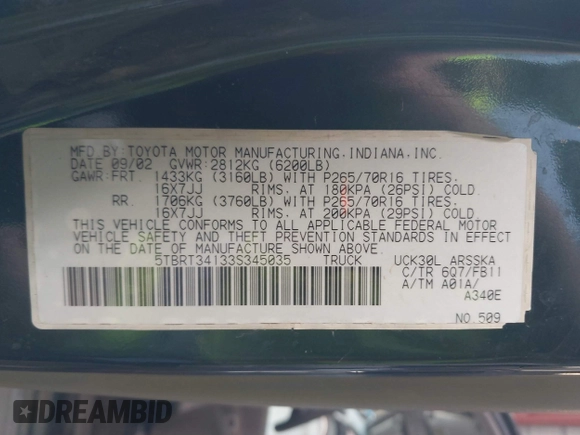 MFD BY:TOYOTA MOTOR MANUFACTURING,INDIANA,INC.
DATE 09/02 GVWR:2812KG (6200LB)
GAWR:FRT. 1433KG (3160LB) WITH P265/70R16 TIRES.
16X7JJ RIMS. AT 180KPA (26PSI) COLD.
RR. 1706KG (3760LB) WITH P265/70R16 TIRES.
16X7JJ RIMS. AT 200KPA (29PSI) COLD.
THIS VEHICLE CONFORMS TO ALL APPLICABLE FEDERAL MOTOR
VEHICLE SAFETY AND THEFT PREVENTION STANDARDS IN EFFECT
ON THE DATE OF MANUFACTURE SHOWN ABOVE.
5TBRT34133S345035 TRUCK UCK30L ARSSKA
C/TR 6Q7/FB11
A/TM A01A/
A340E
NO.509
DREAMBID